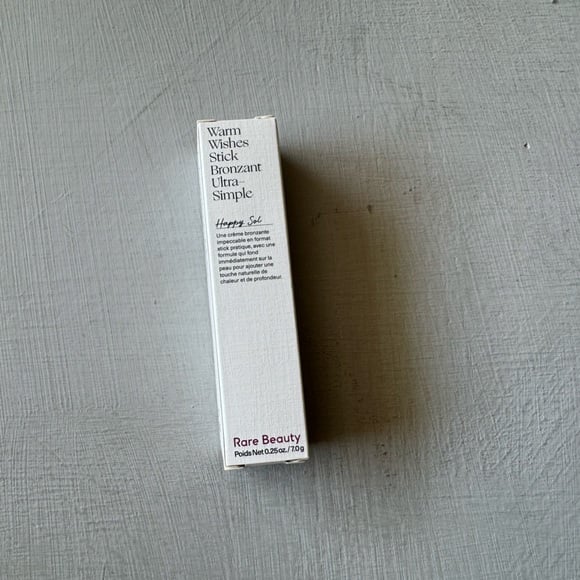 Warm
Wishes
Stick
Bronzant
Ultra-
Simple
Happy Sol
Une crème bronzante
impeccable en format
stick pratique, avec une
formule qui fond
immédiatement sur la
peau pour ajouter une
touche naturelle de
chaleur et de profondeur.
Rare Beauty
Poids Net 0.25 oz. / 7.0 g